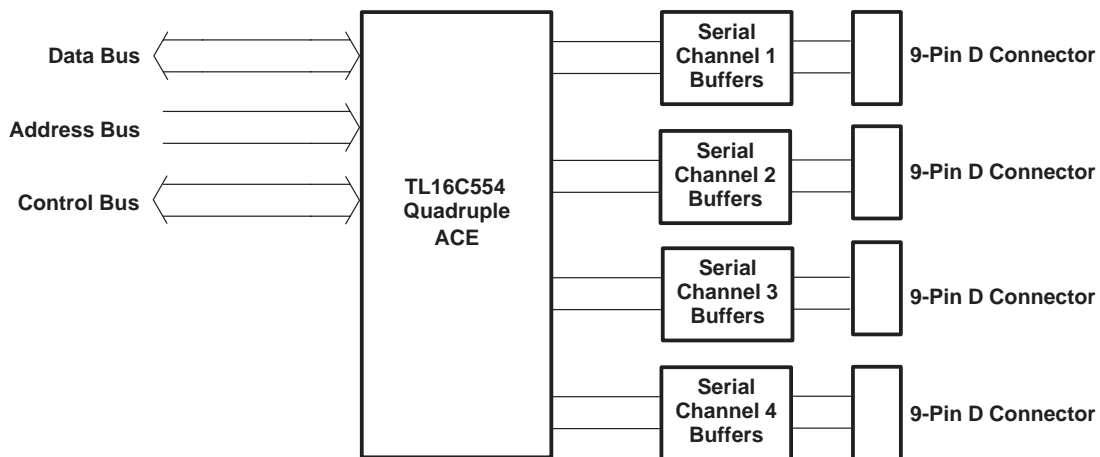 Data Bus
Address Bus
Control Bus
TL16C554
Quadruple
ACE
Serial
Channel 1
Buffers
9-Pin D Connector
Serial
Channel 2
Buffers
9-Pin D Connector
Serial
Channel 3
Buffers
9-Pin D Connector
Serial
Channel 4
Buffers
9-Pin D Connector